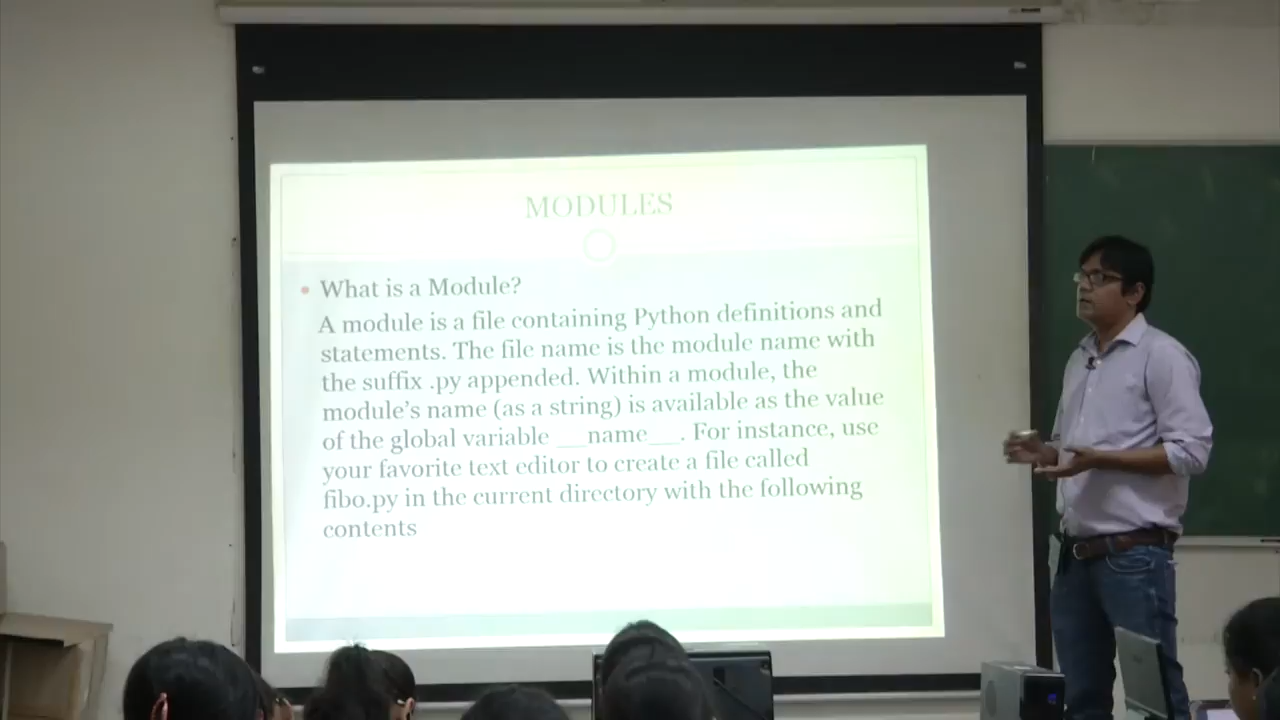 MODULES
• What is a Module?
A module is a file containing Python definitions and
statements. The file name is the module name with
the suffix .py appended. Within a module, the
module’s name (as a string) is available as the value
of the global variable __name__. For instance, use
your favorite text editor to create a file called
fibo.py in the current directory with the following
contents